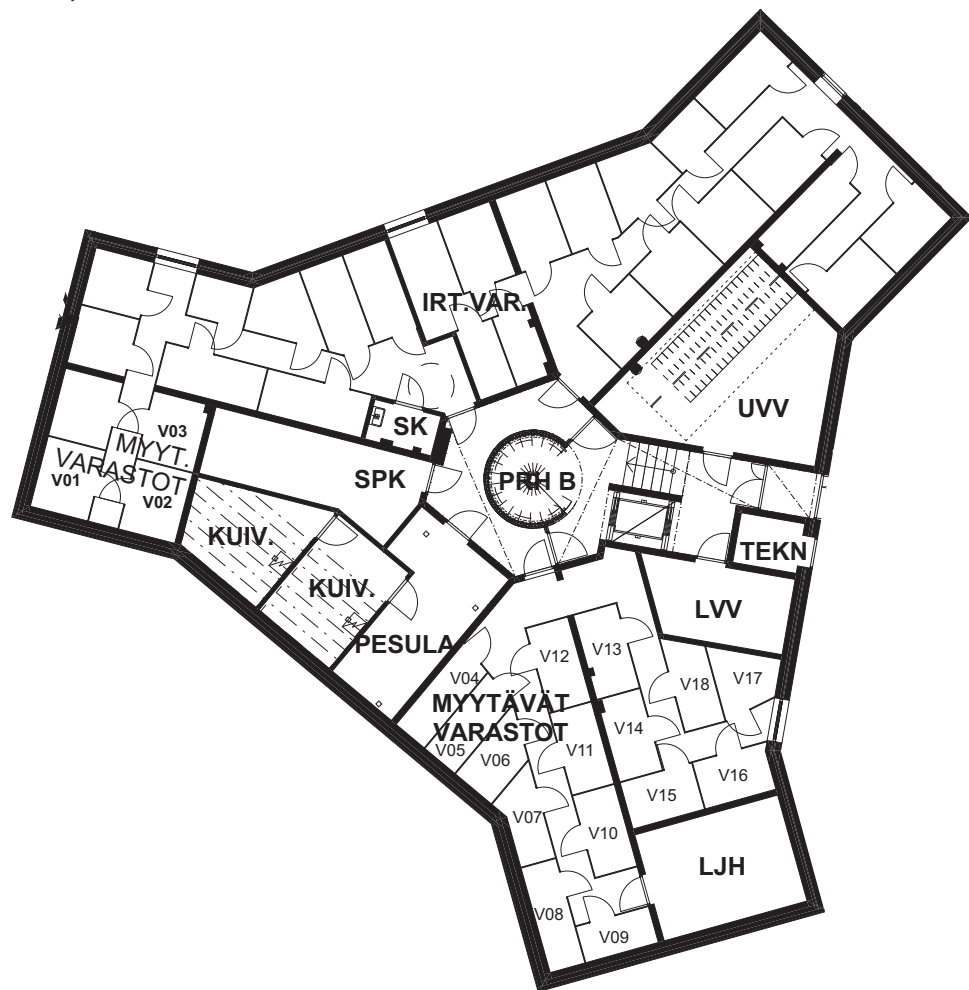 IRT.VAR.
UVV
SK
SPK
PRH B
V03
MYYT.
VARASTOT
V01
V02
KUIV.
KUIV.
PESULA
TEKN
LVV
V04
V12
V13
V18
V17
MYYTÄVÄT
VARASTOT
V05
V06
V11
V14
V15
V16
V07
V10
LJH
V08
V09